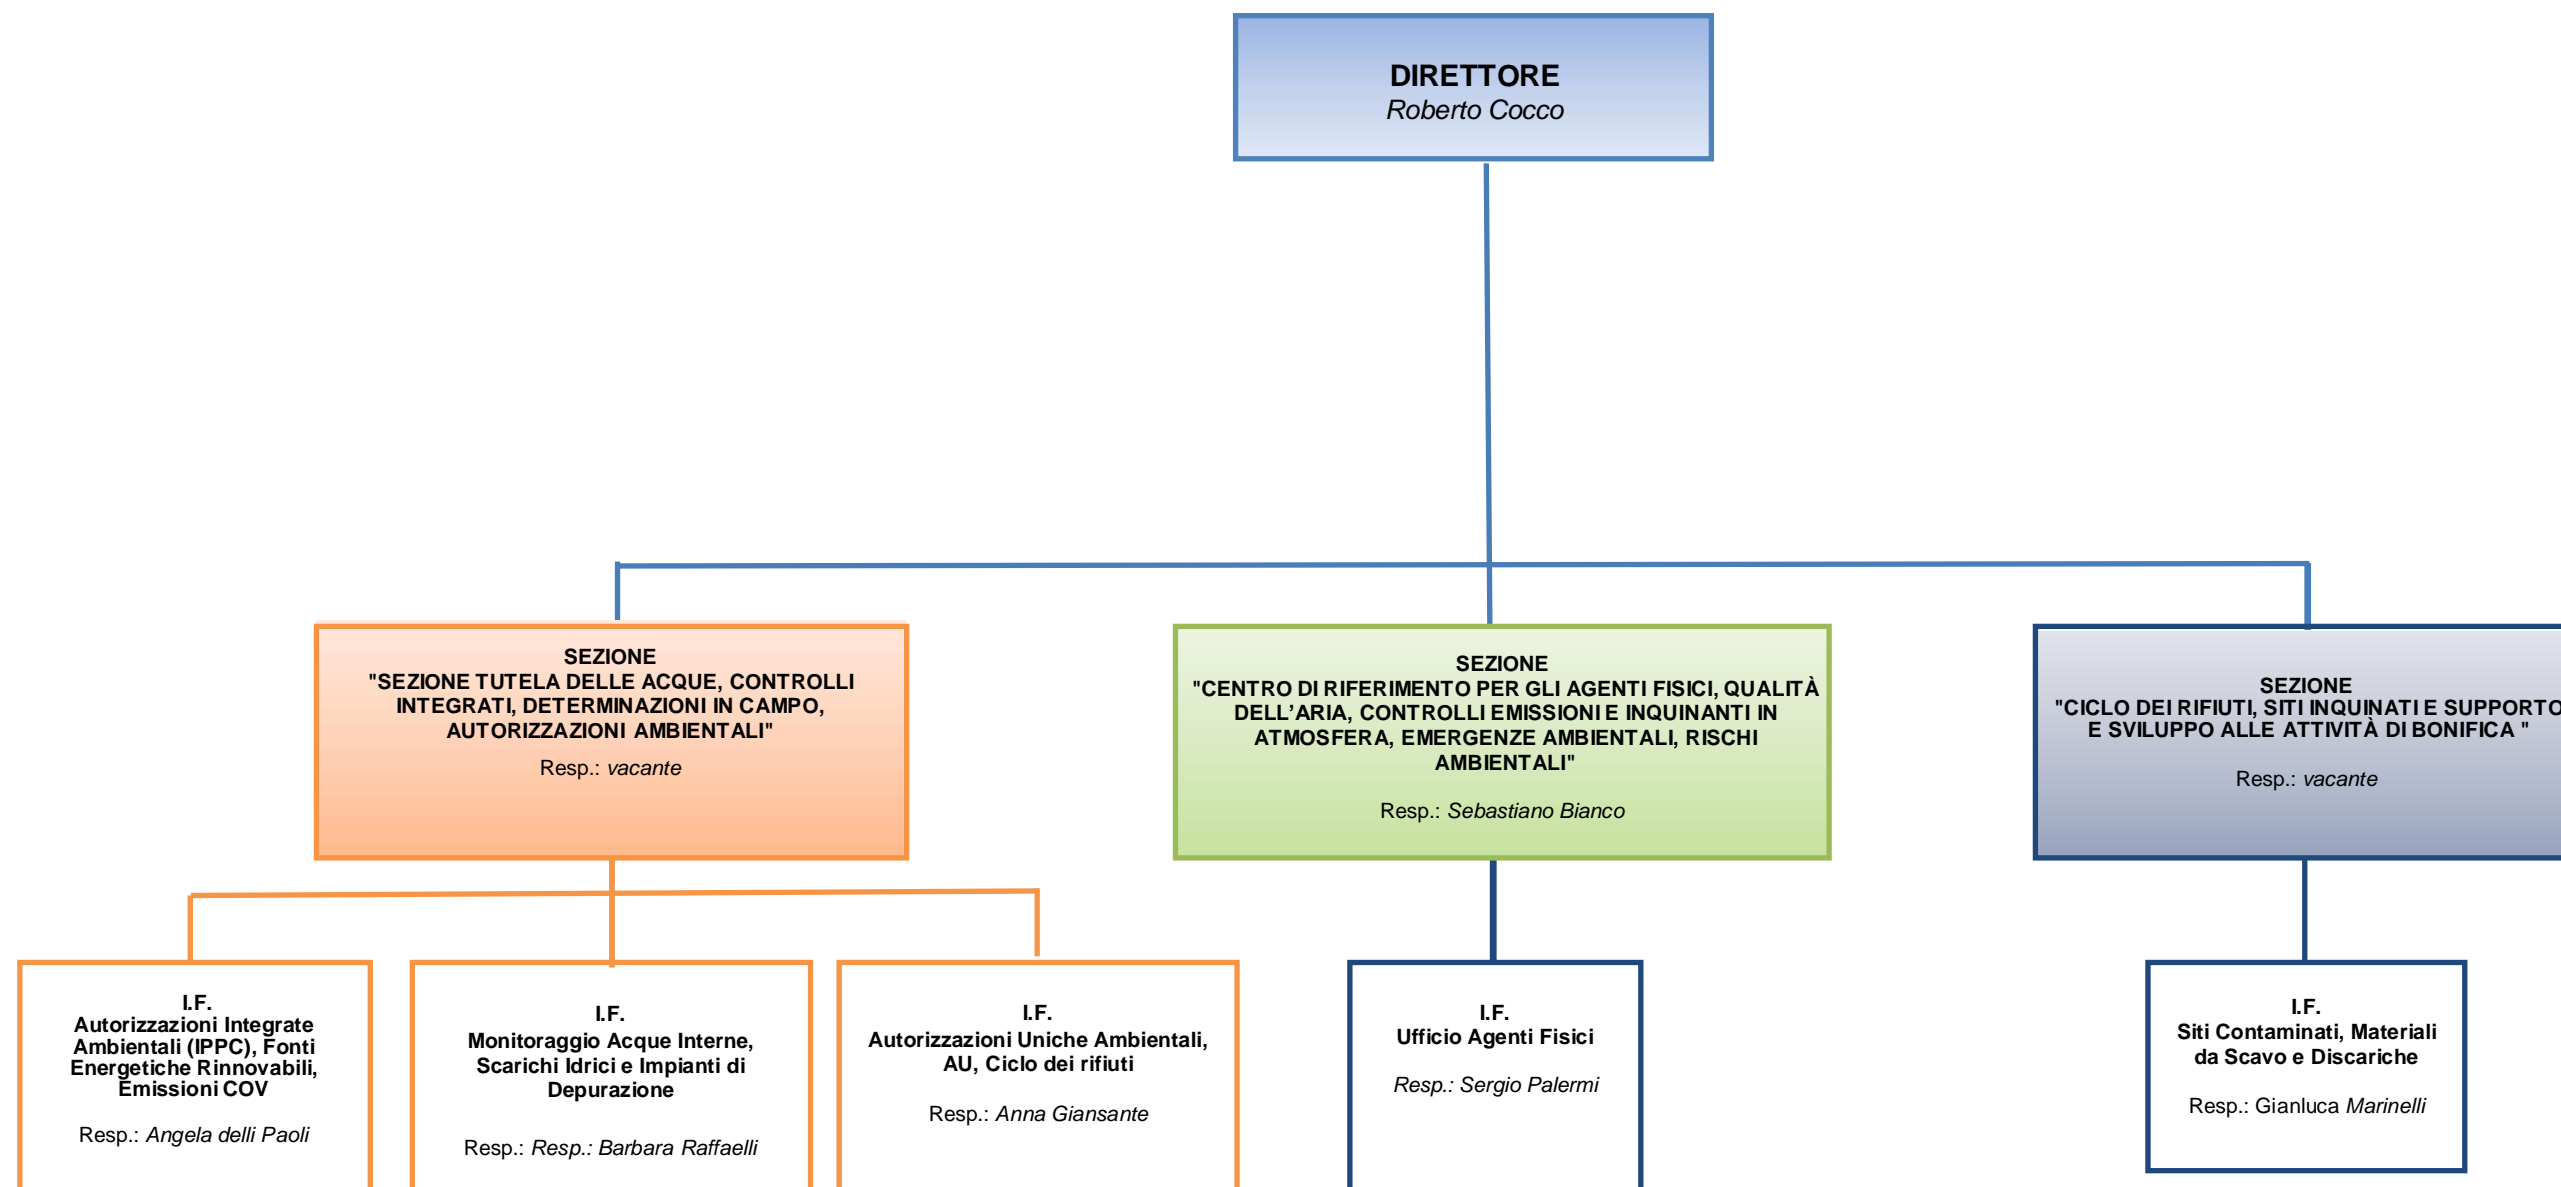 DIRETTORE
Roberto Cocco
SEZIONE
"SEZIONE TUTELA DELLE ACQUE, CONTROLLI
INTEGRATI, DETERMINAZIONI IN CAMPO,
AUTORIZZAZIONI AMBIENTALI"
Resp.: vacante
SEZIONE
"CENTRO DI RIFERIMENTO PER GLI AGENTI FISICI, QUALITÀ
DELL’ARIA, CONTROLLI EMISSIONI E INQUINANTI IN
ATMOSFERA, EMERGENZE AMBIENTALI, RISCHI
AMBIENTALI"
Resp.: Sebastiano Bianco
SEZIONE
"CICLO DEI RIFIUTI, SITI INQUINATI E SUPPORTO
E SVILUPPO ALLE ATTIVITÀ DI BONIFICA "
Resp.: vacante
I.F.
Autorizzazioni Integrate
Ambientali (IPPC), Fonti
Energetiche Rinnovabili,
Emissioni COV
Resp.: Angela delli Paoli
I.F.
Monitoraggio Acque Interne,
Scarichi Idrici e Impianti di
Depurazione
Resp.: Resp.: Barbara Raffaelli
I.F.
Autorizzazioni Uniche Ambientali,
AU, Ciclo dei rifiuti
Resp.: Anna Giansante
I.F.
Ufficio Agenti Fisici
Resp.: Sergio Palermi
I.F.
Siti Contaminati, Materiali
da Scavo e Discariche
Resp.: Gianluca Marinelli